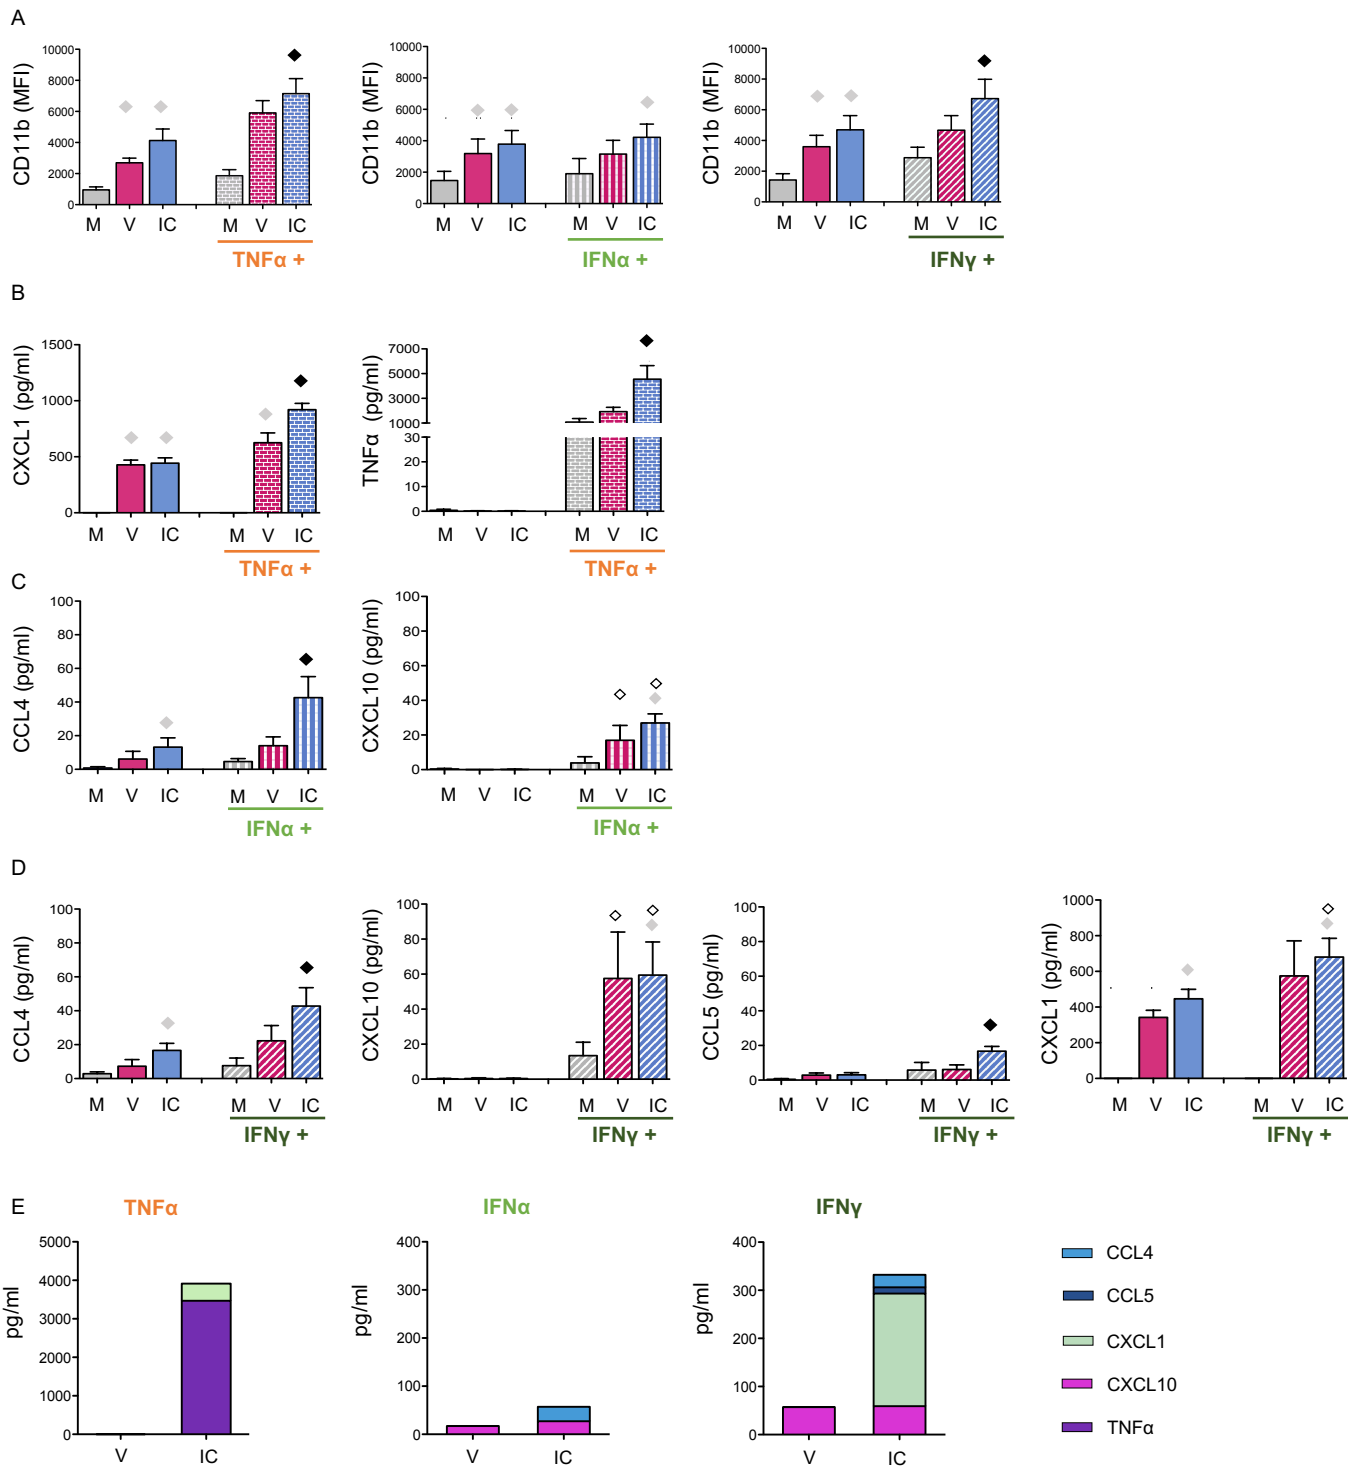 A
CD11b (MFI)
10000
8000
6000
4000
2000
0
M V IC M V IC
TNFα +
CD11b (MFI)
10000
8000
6000
4000
2000
0
M V IC M V IC
IFNα +
CD11b (MFI)
10000
8000
6000
4000
2000
0
M V IC M V IC
IFNγ +
B
CXCL1 (pg/ml)
1500
1000
500
0
M V IC M V IC
TNFα +
TNFα (pg/ml)
7000
5000
3000
1000
30
20
10
0
M V IC M V IC
TNFα +
C
CCL4 (pg/ml)
100
80
60
40
20
0
M V IC M V IC
IFNα +
CXCL10 (pg/ml)
100
80
60
40
20
0
M V IC M V IC
IFNα +
D
CCL4 (pg/ml)
100
80
60
40
20
0
M V IC M V IC
IFNγ +
CXCL10 (pg/ml)
100
80
60
40
20
0
M V IC M V IC
IFNγ +
CCL5 (pg/ml)
100
80
60
40
20
0
M V IC M V IC
IFNγ +
CXCL1 (pg/ml)
1000
800
600
400
200
0
M V IC M V IC
IFNγ +
E
TNFα
pg/ml
5000
4000
3000
2000
1000
0
V IC
IFNα
pg/ml
400
300
200
100
0
V IC
IFNγ
pg/ml
400
300
200
100
0
V IC
CCL4
CCL5
CXCL1
CXCL10
TNFα